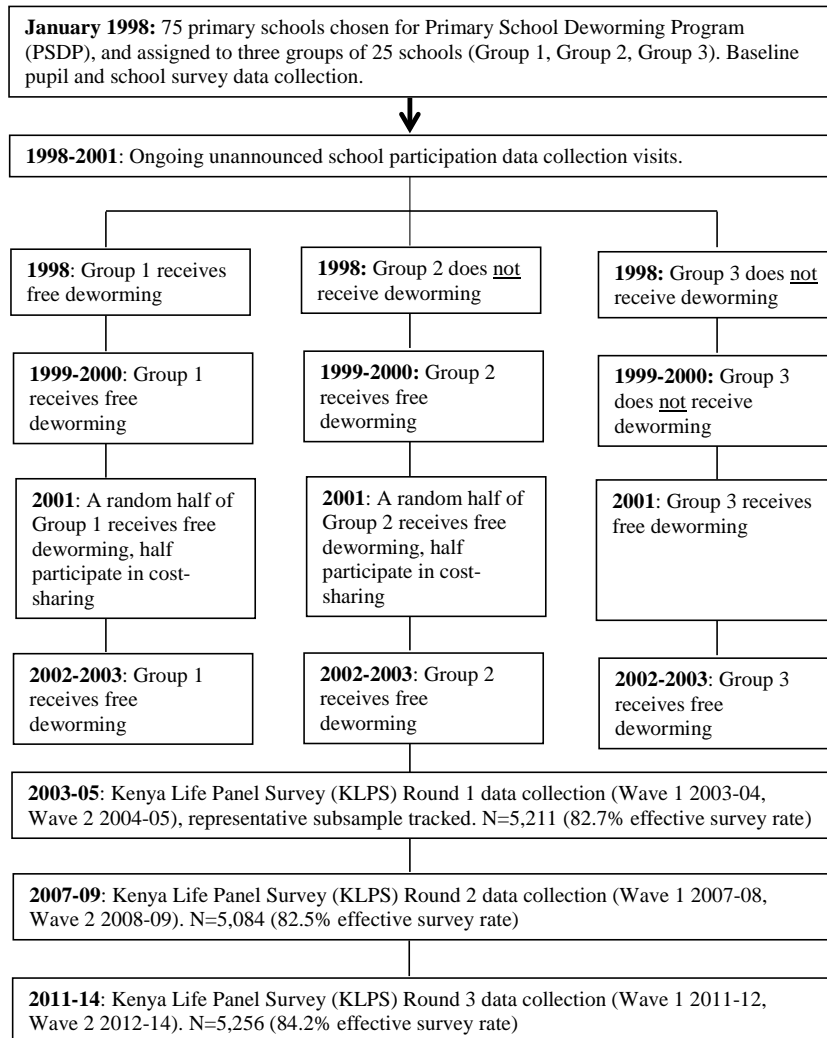 January 1998: 75 primary schools chosen for Primary School Deworming Program
(PSDP), and assigned to three groups of 25 schools (Group 1, Group 2, Group 3). Baseline
pupil and school survey data collection.
1998-2001: Ongoing unannounced school participation data collection visits.
1998: Group 1 receives
free deworming
1998: Group 2 does not
receive deworming
1998: Group 3 does not
receive deworming
1999-2000: Group 1
receives free
deworming
1999-2000: Group 2
receives free
deworming
1999-2000: Group 3
does not receive
deworming
2001: A random half of
Group 1 receives free
deworming, half
participate in cost-
sharing
2001: A random half of
Group 2 receives free
deworming, half
participate in cost-
sharing
2001: Group 3 receives
free deworming
2002-2003: Group 1
receives free
deworming
2002-2003: Group 2
receives free
deworming
2002-2003: Group 3
receives free
deworming
2003-05: Kenya Life Panel Survey (KLPS) Round 1 data collection (Wave 1 2003-04,
Wave 2 2004-05), representative subsample tracked. N=5,211 (82.7% effective survey rate)
2007-09: Kenya Life Panel Survey (KLPS) Round 2 data collection (Wave 1 2007-08,
Wave 2 2008-09). N=5,084 (82.5% effective survey rate)
2011-14: Kenya Life Panel Survey (KLPS) Round 3 data collection (Wave 1 2011-12,
Wave 2 2012-14). N=5,256 (84.2% effective survey rate)